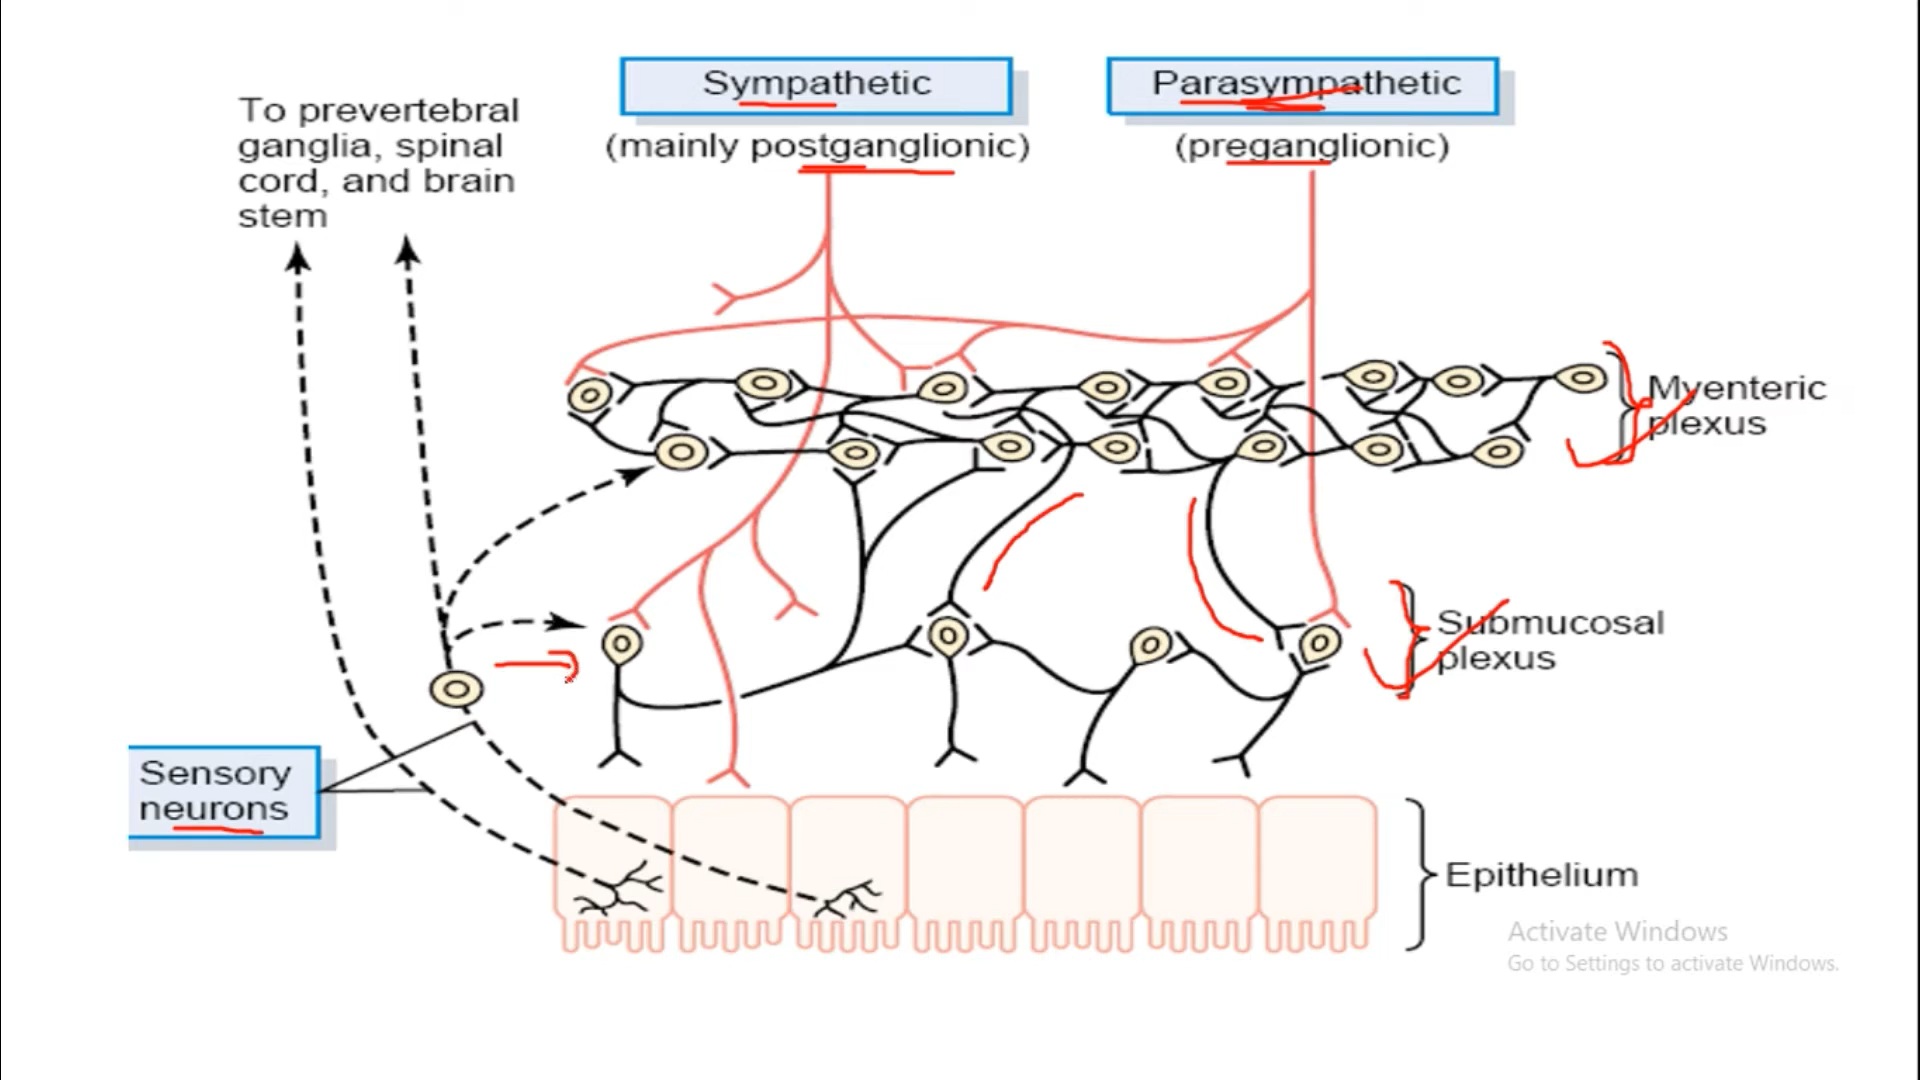 Sympathetic
(mainly postganglionic)
Parasympathetic
(preganglionic)
To prevertebral
ganglia, spinal
cord, and brain
stem
Myenteric
plexus
Submucosal
plexus
Sensory
neurons
Epithelium
Activate Windows
Go to Settings to activate Windows.